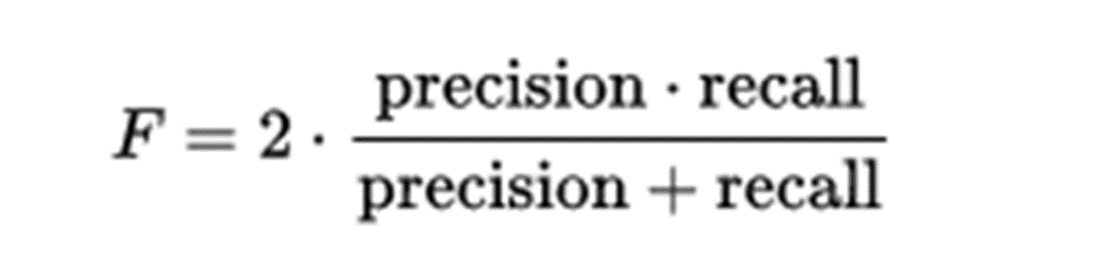 F = 2 · precision · recall / precision + recall